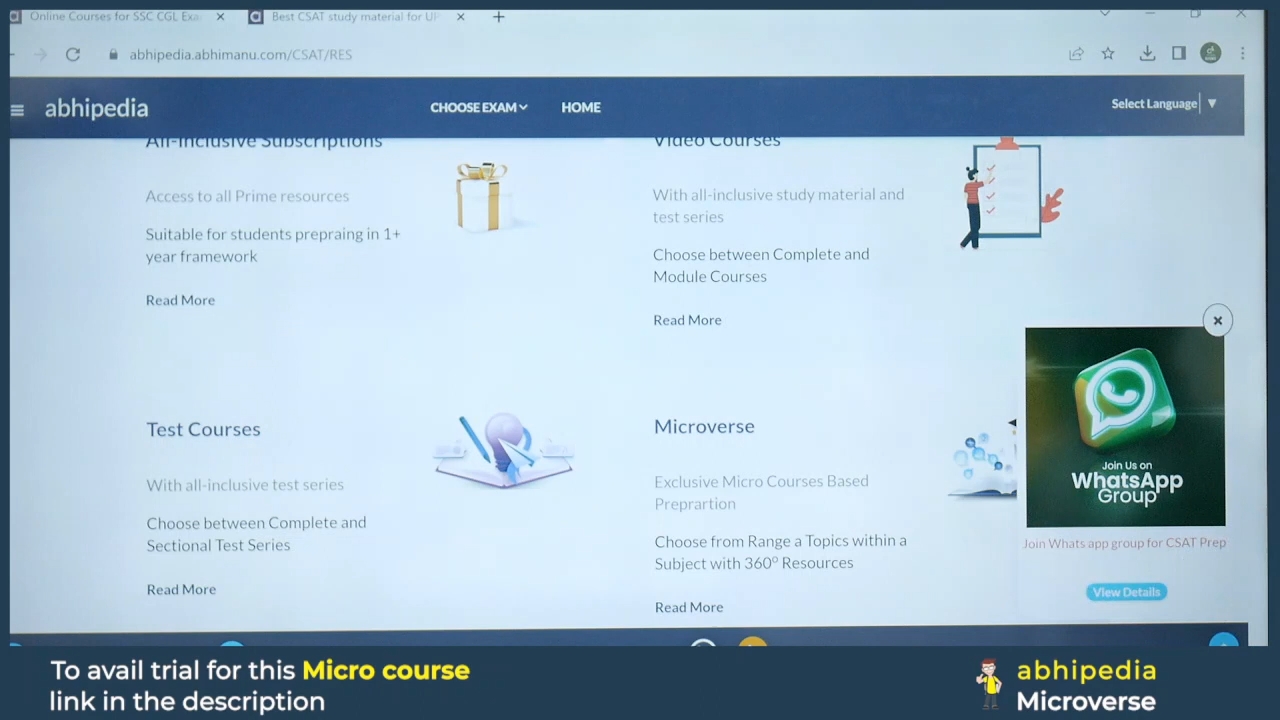 Online Courses for SSC CGL Exa
Best CSAT study material for UP
abhipedia.abhimanu.com/CSAT/RES
abhipedia
CHOOSE EXAM
HOME
Select Language
All-Inclusive Subscriptions
Access to all Prime resources
Suitable for students prepraing in 1+
year framework
Read More
Video Courses
With all-inclusive study material and
test series
Choose between Complete and
Module Courses
Read More
Test Courses
With all-inclusive test series
Choose between Complete and
Sectional Test Series
Read More
Microverse
Exclusive Micro Courses Based
Preprartion
Choose from Range a Topics within a
Subject with 360° Resources
Read More
Join Us on
WhatsApp
Group
Join Whats app group for CSAT Prep
View Details
To avail trial for this Micro course
link in the description
abhipedia
Microverse